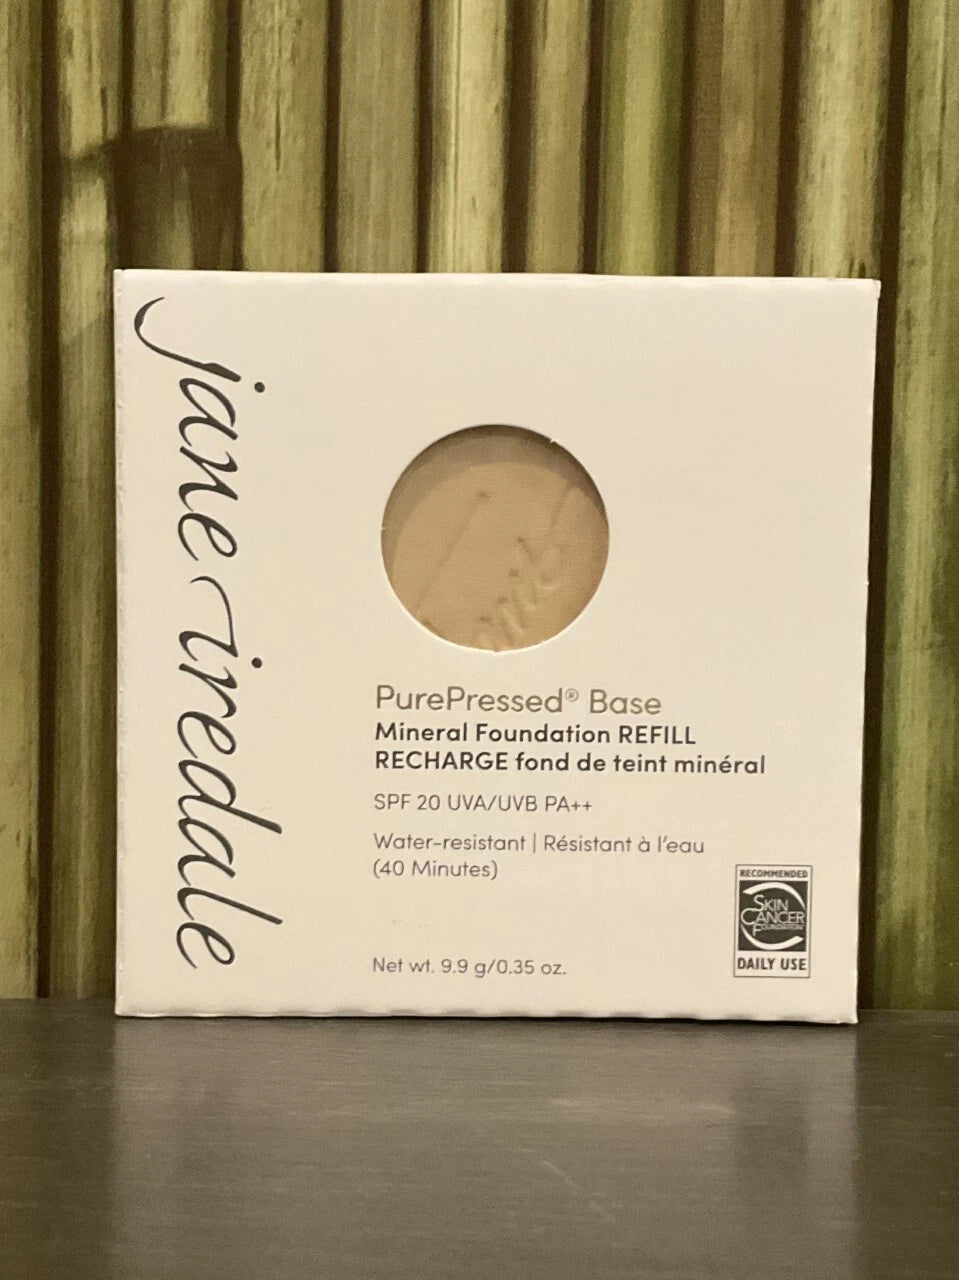 jane iredale
PurePressed® Base
Mineral Foundation REFILL
RECHARGE fond de teint minéral
SPF 20 UVA/UVB PA++
Water-resistant | Résistant à l'eau
(40 Minutes)
Net wt. 9.9 g/0.35 oz.
RECOMMENDED
SKIN
CANCER
FOUNDATION
DAILY USE